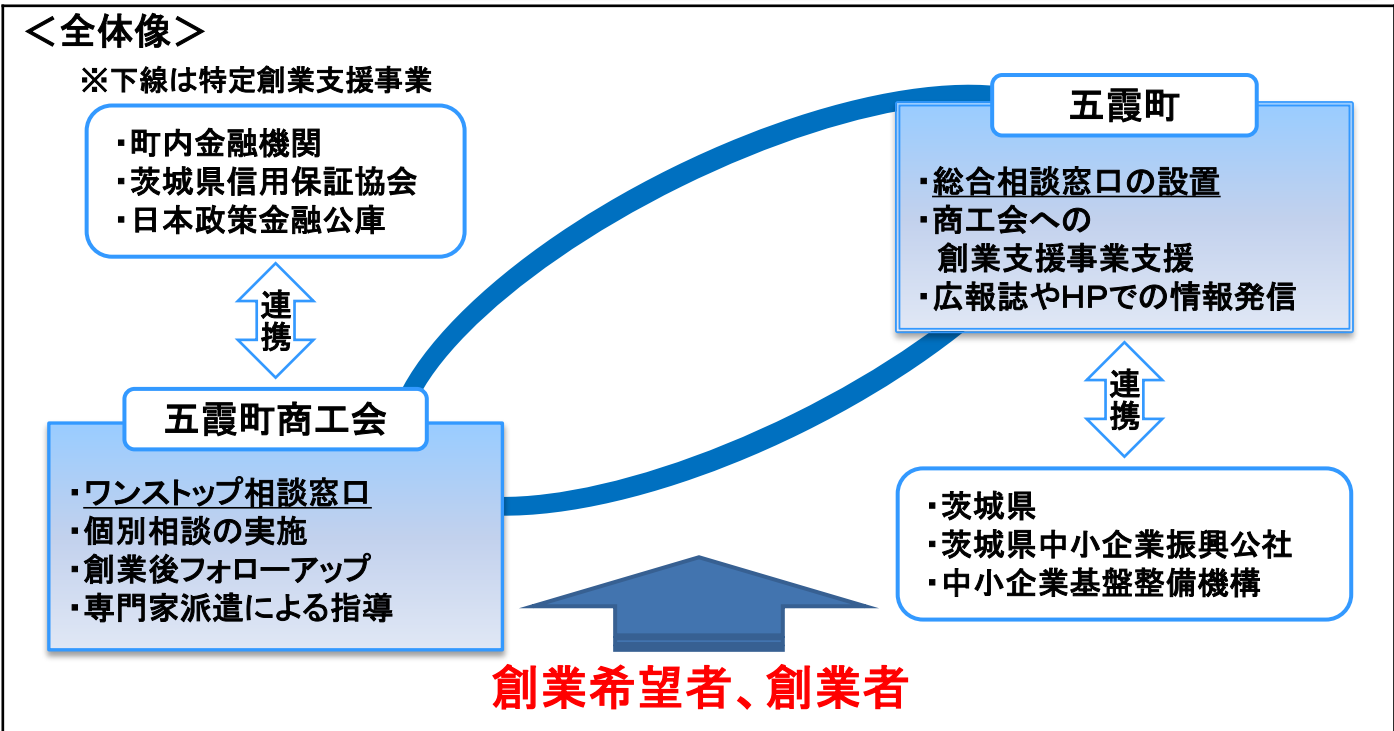 ＜全体像＞
※下線は特定創業支援事業
・町内金融機関
・茨城県信用保証協会
・日本政策金融公庫
連携
五霞町商工会
・ワンストップ相談窓口
・個別相談の実施
・創業後フォローアップ
・専門家派遣による指導
五霞町
・総合相談窓口の設置
・商工会への
創業支援事業支援
・広報誌やHPでの情報発信
連携
・茨城県
・茨城県中小企業振興公社
・中小企業基盤整備機構
創業希望者、創業者